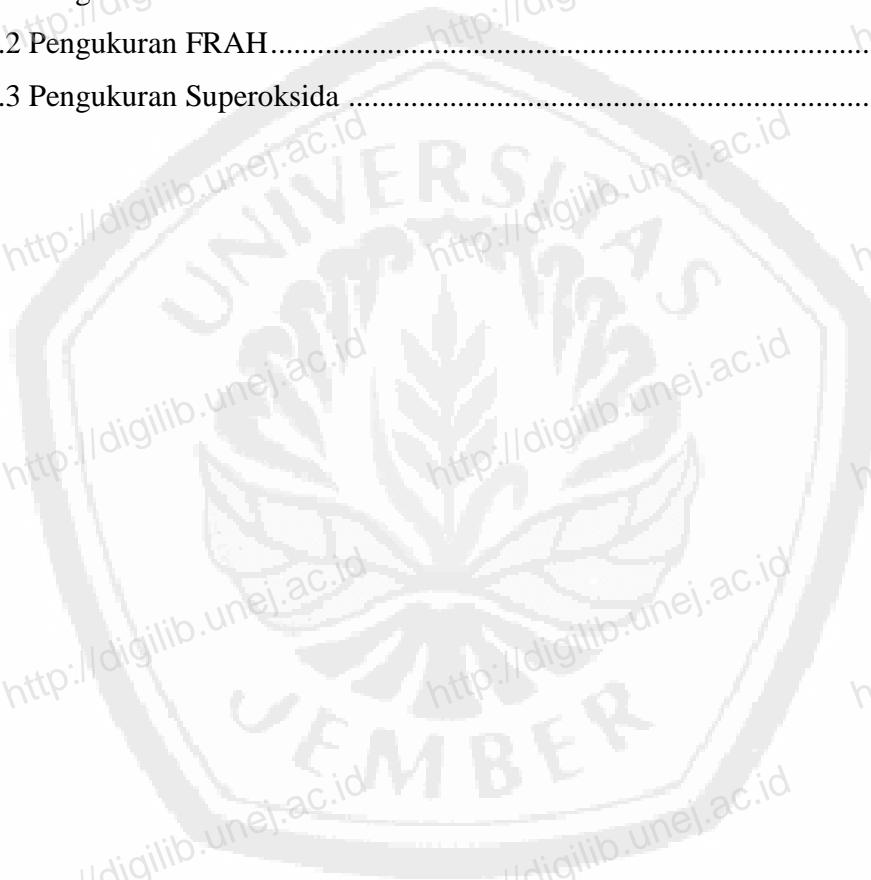 http://digilib.unej.ac.id
.2 Pengukuran FRAH
.3 Pengukuran Superoksida
UNIVERSITAS
http://digilib.unej.ac.id http://digilib.unej.ac.id
http://digilib.unej.ac.id http://digilib.unej.ac.id
http://digilib.unej.ac.id http://digilib.unej.ac.id
JEMBER
//digilib.unej.ac.id //digilib.unej.ac.id